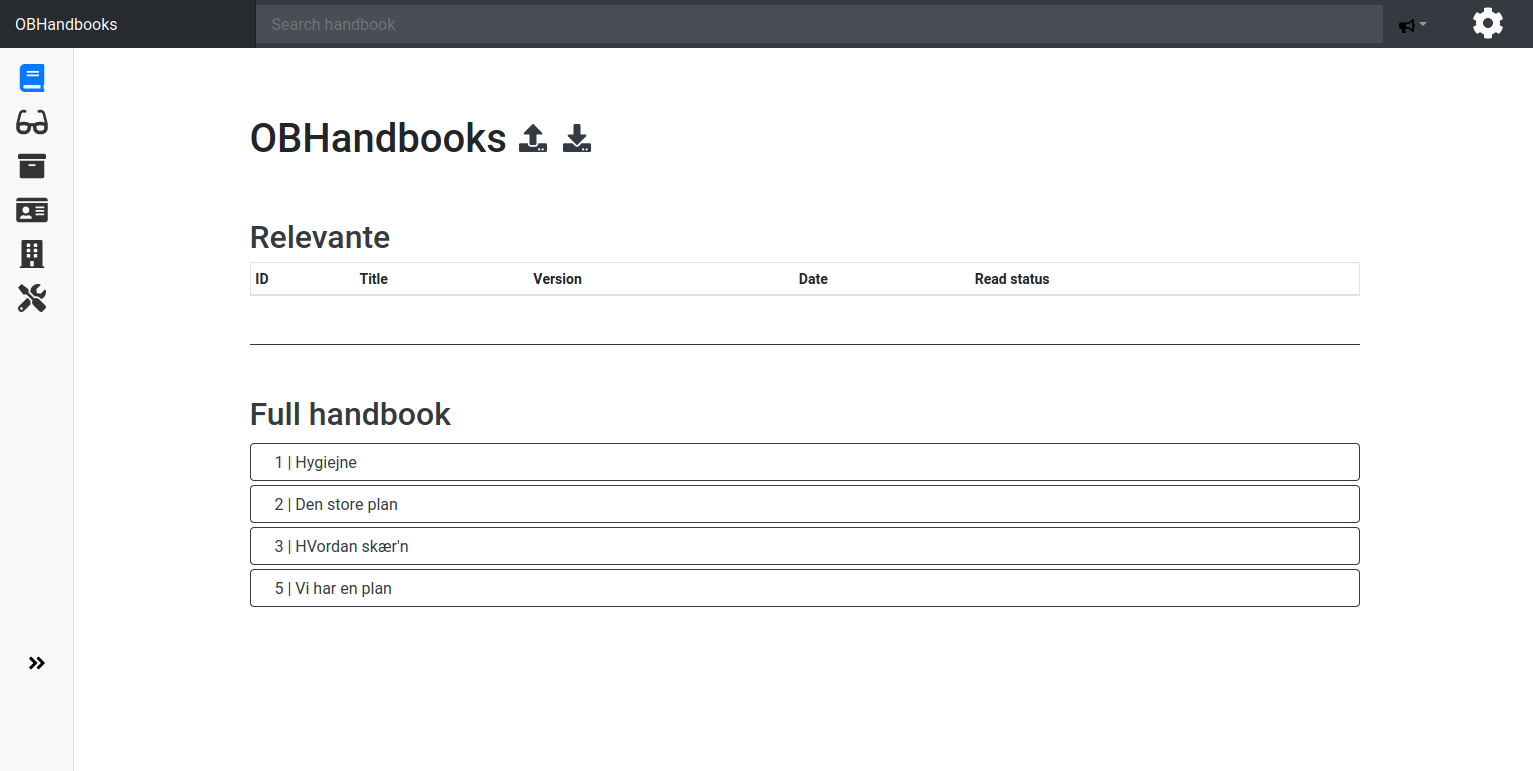 OBHandbooks
Search handbook
OBHandbooks
Relevante
ID Title Version Date Read status
Full handbook
1 | Hygiejne
2 | Den store plan
3 | HVordan skær'n
5 | Vi har en plan